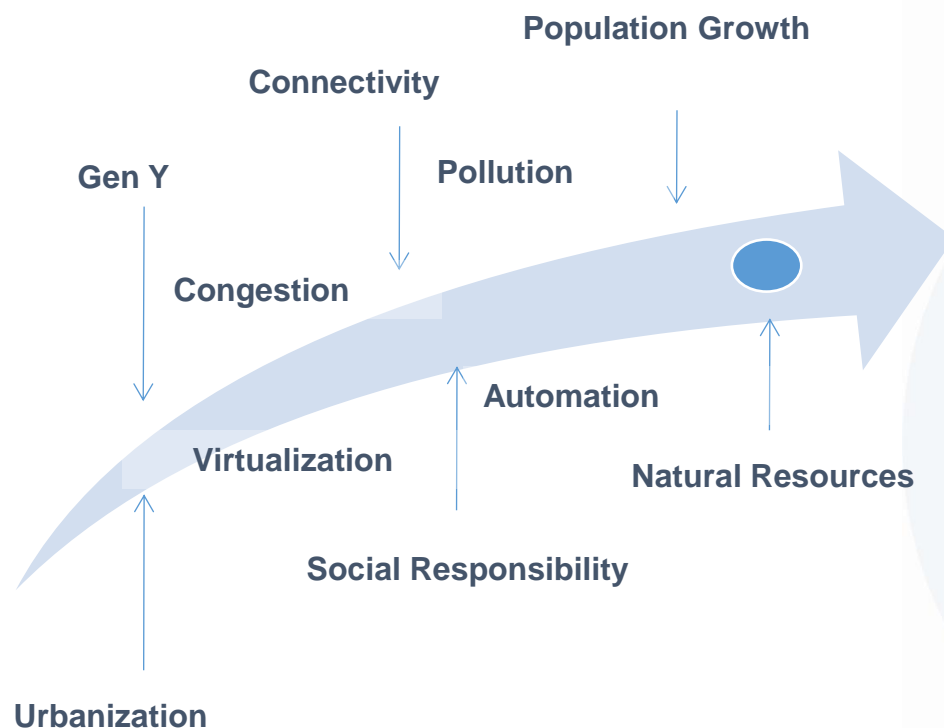 Population Growth
Connectivity
Pollution
Gen Y
Congestion
Automation
Virtualization
Natural Resources
Social Responsibility
Urbanization